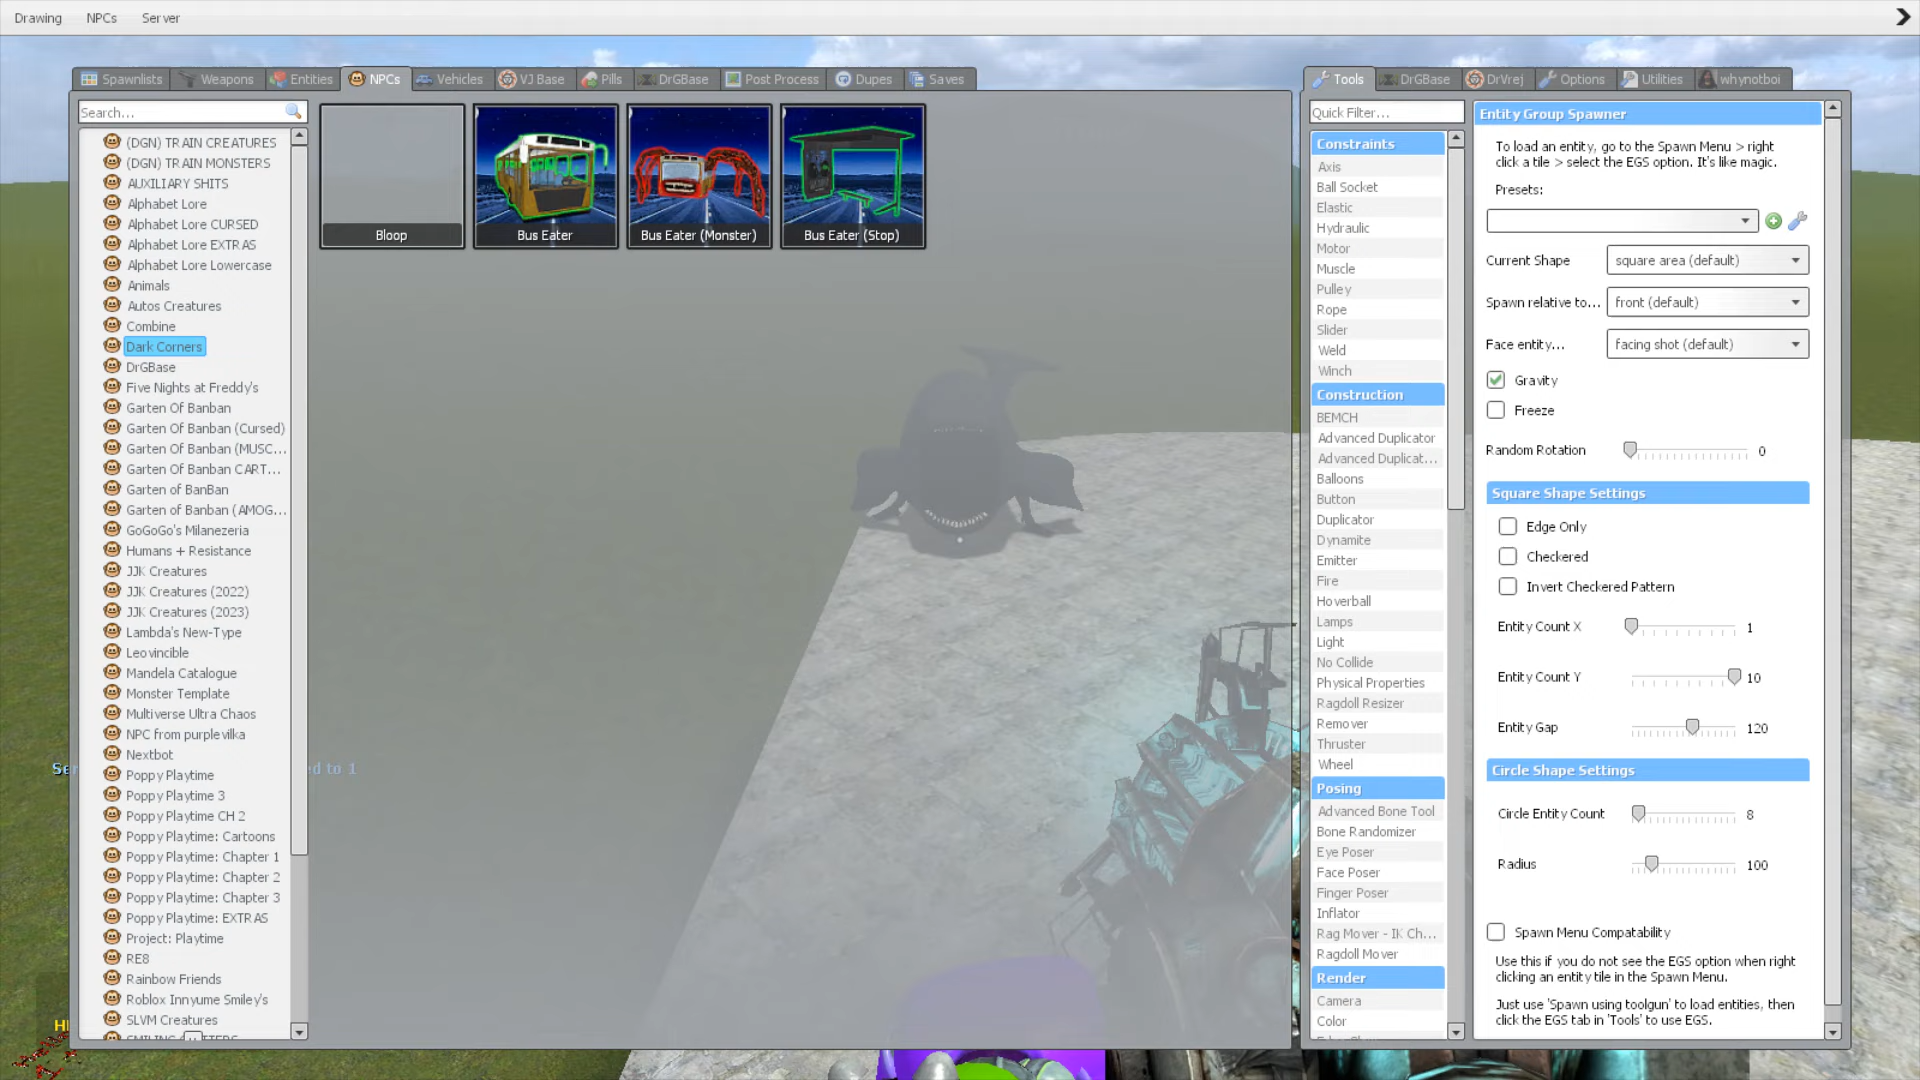 Drawing NPCs Server
Spawnlists Weapons Entities NPCs Vehicles VJ Base Pills DrGBase Post Process Dupes Saves
Search...
(DGN) TRAIN CREATURES
(DGN) TRAIN MONSTERS
AUXILIARY SHITS
Alphabet Lore
Alphabet Lore CURSED
Alphabet Lore EXTRAS
Alphabet Lore Lowercase
Animals
Autos Creatures
Combine
Dark Corners
DrGBase
Five Nights at Freddy's
Garten Of Banban
Garten Of Banban (Cursed)
Garten Of Banban (MUSC...
Garten Of Banban CART...
Garten of BanBan
Garten of Banban (AMOG...
GoGoGo's Milanezeria
Humans + Resistance
JJK Creatures
JJK Creatures (2022)
JJK Creatures (2023)
Lambda's New-Type
Leovincible
Mandela Catalogue
Monster Template
Multiverse Ultra Chaos
NPC from purplevilka
Nextbot
Poppy Playtime
Poppy Playtime 3
Poppy Playtime CH 2
Poppy Playtime: Cartoons
Poppy Playtime: Chapter 1
Poppy Playtime: Chapter 2
Poppy Playtime: Chapter 3
Poppy Playtime: EXTRAS
Project: Playtime
RE8
Rainbow Friends
Roblox Innyume Smiley's
SLVM Creatures
Bloop
Bus Eater
Bus Eater (Monster)
Bus Eater (Stop)
Ser
ed to 1
Tools DrGBase DrVrej Options Utilities whynotboi
Quick Filter...
Constraints
Axis
Ball Socket
Elastic
Hydraulic
Motor
Muscle
Pulley
Rope
Slider
Weld
Winch
Construction
BEMCH
Advanced Duplicator
Advanced Duplicat...
Balloons
Button
Duplicator
Dynamite
Emitter
Fire
Hoverball
Lamps
Light
No Collide
Physical Properties
Ragdoll Resizer
Remover
Thruster
Wheel
Posing
Advanced Bone Tool
Bone Randomizer
Eye Poser
Face Poser
Finger Poser
Inflator
Rag Mover - IK Ch...
Ragdoll Mover
Render
Camera
Color
Entity Group Spawner
To load an entity, go to the Spawn Menu > right
click a tile > select the EGS option. It's like magic.
Presets:
Current Shape square area (default)
Spawn relative to... front (default)
Face entity... facing shot (default)
Gravity
Freeze
Random Rotation 0
Square Shape Settings
Edge Only
Checkered
Invert Checkered Pattern
Entity Count X 1
Entity Count Y 10
Entity Gap 120
Circle Shape Settings
Circle Entity Count 8
Radius 100
Spawn Menu Compatability
Use this if you do not see the EGS option when right
clicking an entity tile in the Spawn Menu.
Just use 'Spawn using toolgun' to load entities, then
click the EGS tab in 'Tools' to use EGS.